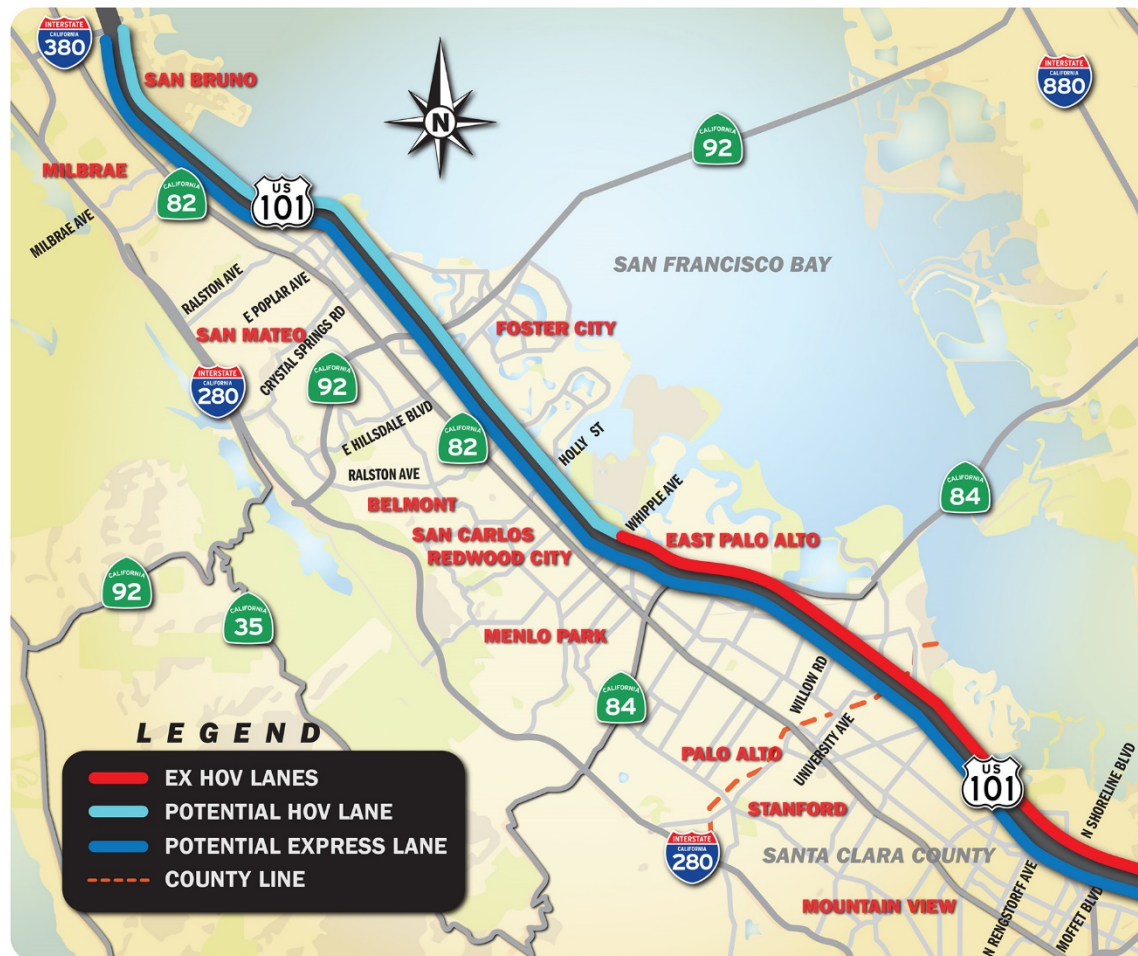 INTERSTATE
CALIFORNIA
380
SAN BRUNO
INTERSTATE
CALIFORNIA
880
N
CALIFORNIA
92
MILBRAE
CALIFORNIA
82
US
101
MILBRAE AVE
SAN FRANCISCO BAY
RALSTON AVE
E POPLAR AVE
SAN MATEO
FOSTER CITY
CRYSTAL SPRINGS RD
INTERSTATE
CALIFORNIA
280
CALIFORNIA
92
E HILLSDALE BLVD
CALIFORNIA
82
HOLLY ST
RALSTON AVE
BELMONT
WHIPPLE AVE
CALIFORNIA
84
SAN CARLOS
REDWOOD CITY
EAST PALO ALTO
CALIFORNIA
92
CALIFORNIA
35
MENLO PARK
WILLOW RD
CALIFORNIA
84
UNIVERSITY AVE
PALO ALTO
US
101
N SHORELINE BLVD
STANFORD
INTERSTATE
CALIFORNIA
280
SANTA CLARA COUNTY
MOUNTAIN VIEW
N RENGSTORFF AVE
MOFFET BLVD
LEGEND
EX HOV LANES
POTENTIAL HOV LANE
POTENTIAL EXPRESS LANE
COUNTY LINE